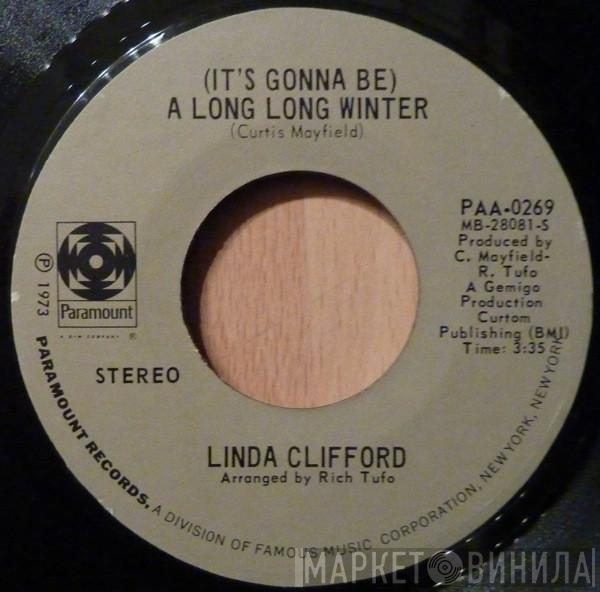 (IT'S GONNA BE)
A LONG LONG WINTER
(Curtis Mayfield)
PAA-0269
MB-28081-S
Produced by
C. Mayfield-
R. Tufo
A Gemigo
Production
Curtom
Publishing (BMI)
Time: 3:35
Paramount
A G+W COMPANY
®
Ⓟ 1973
STEREO
LINDA CLIFFORD
Arranged by Rich Tufo
PARAMOUNT RECORDS, A DIVISION OF FAMOUS MUSIC CORPORATION, NEW YORK, NEW YORK
МАРКЕТ ВИНИЛА